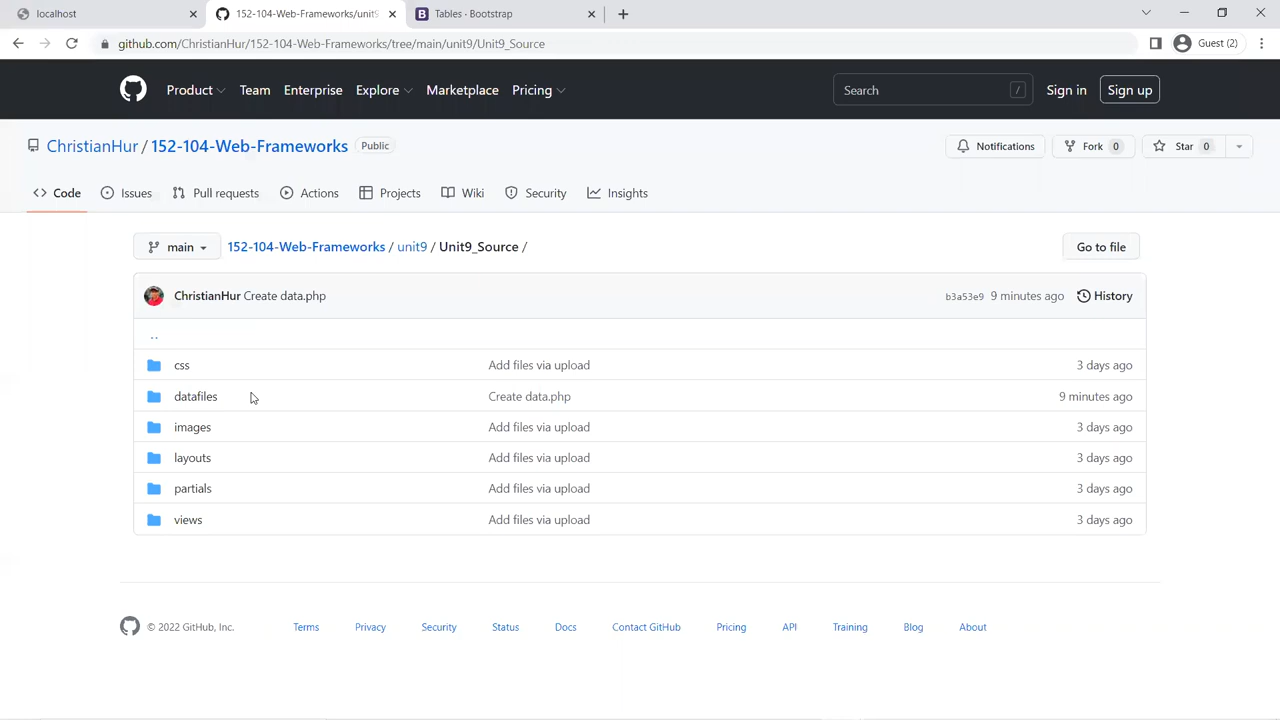 localhost
152-104-Web-Frameworks/unit9
Tables · Bootstrap
github.com/ChristianHur/152-104-Web-Frameworks/tree/main/unit9/Unit9_Source
Guest (2)
Product Team Enterprise Explore Marketplace Pricing
Search /
Sign in Sign up
ChristianHur / 152-104-Web-Frameworks Public
Notifications Fork 0 Star 0
Code Issues Pull requests Actions Projects Wiki Security Insights
main 152-104-Web-Frameworks / unit9 / Unit9_Source / Go to file
ChristianHur Create data.php b3a53e9 9 minutes ago History
..
css Add files via upload 3 days ago
datafiles Create data.php 9 minutes ago
images Add files via upload 3 days ago
layouts Add files via upload 3 days ago
partials Add files via upload 3 days ago
views Add files via upload 3 days ago
© 2022 GitHub, Inc. Terms Privacy Security Status Docs Contact GitHub Pricing API Training Blog About